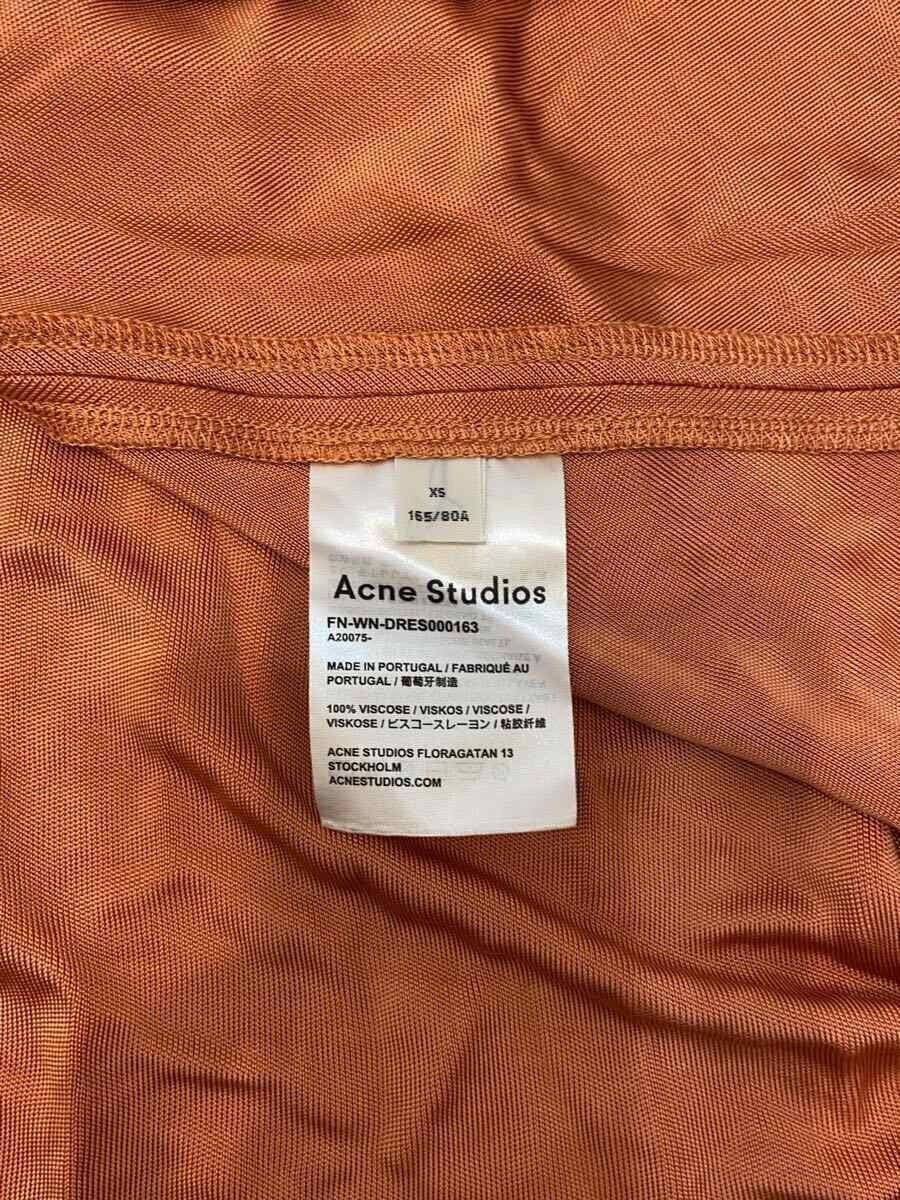 XS
165/80A
Acne Studios
FN-WN-DRES000163
A20075-
MADE IN PORTUGAL / FABRIQUÉ AU
PORTUGAL / 葡萄牙制造
100% VISCOSE / VISKOS / VISCOSE /
VISKOSE / ビスコースレーヨン / 粘胶纤维
ACNE STUDIOS FLORAGATAN 13
STOCKHOLM
ACNESTUDIOS.COM